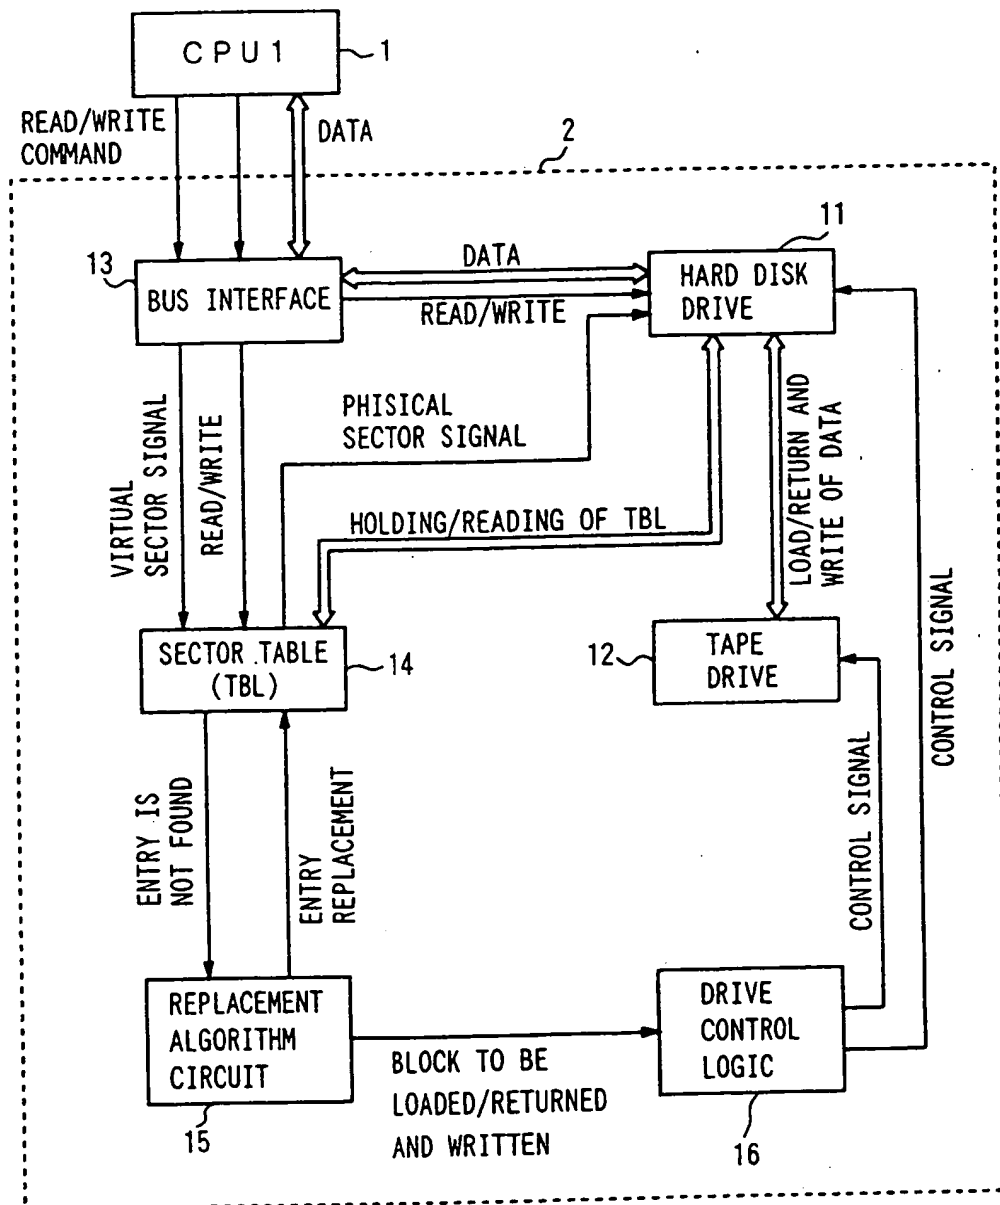 CPU1
1
READ/WRITE
COMMAND
DATA
2
11
13
BUS INTERFACE
DATA
READ/WRITE
HARD DISK
DRIVE
VIRTUAL
SECTOR SIGNAL
READ/WRITE
PHISICAL
SECTOR SIGNAL
HOLDING/READING OF TBL
LOAD/RETURN AND
WRITE OF DATA
CONTROL SIGNAL
SECTOR TABLE
(TBL)
14
12
TAPE
DRIVE
ENTRY IS
NOT FOUND
ENTRY
REPLACEMENT
CONTROL SIGNAL
REPLACEMENT
ALGORITHM
CIRCUIT
15
BLOCK TO BE
LOADED/RETURNED
AND WRITTEN
DRIVE
CONTROL
LOGIC
16